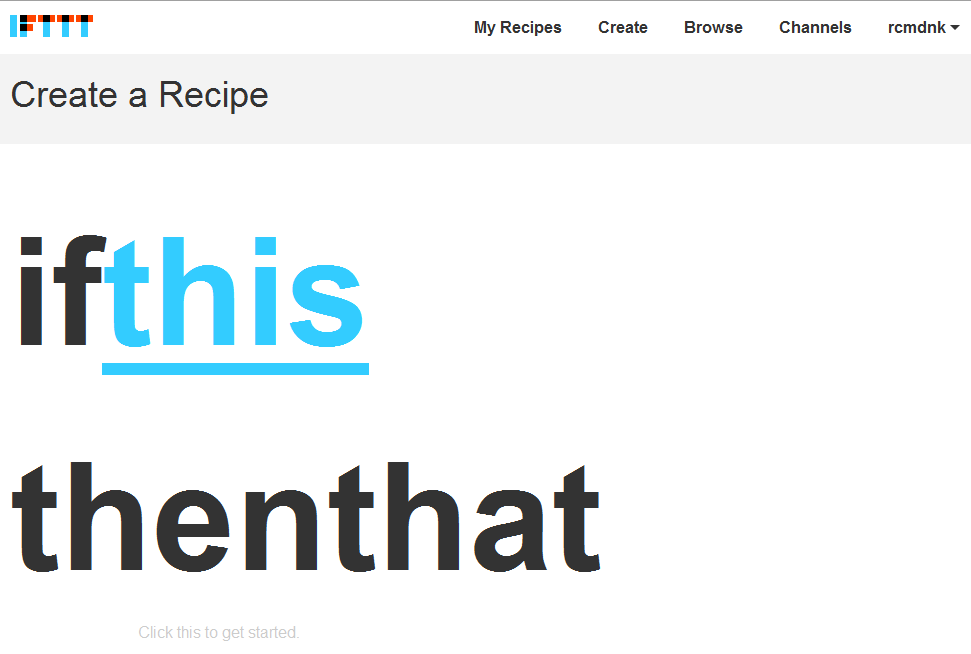 IFTTT My Recipes Create Browse Channels rcmdnk
Create a Recipe
ifthis
thenthat
Click this to get started.